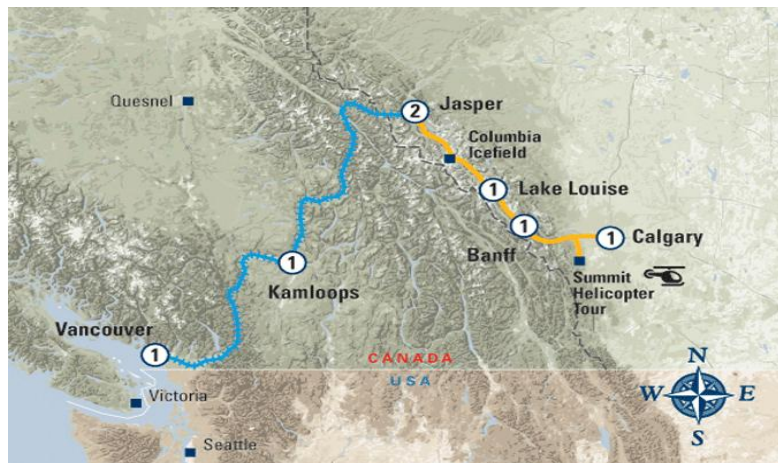 Quesnel
2
Jasper
Columbia
Icefield
1
Lake Louise
1
Banff
1
Calgary
Summit
Helicopter
Tour
1
Kamloops
Vancouver
1
CANADA
USA
Victoria
Seattle
N
W
E
S